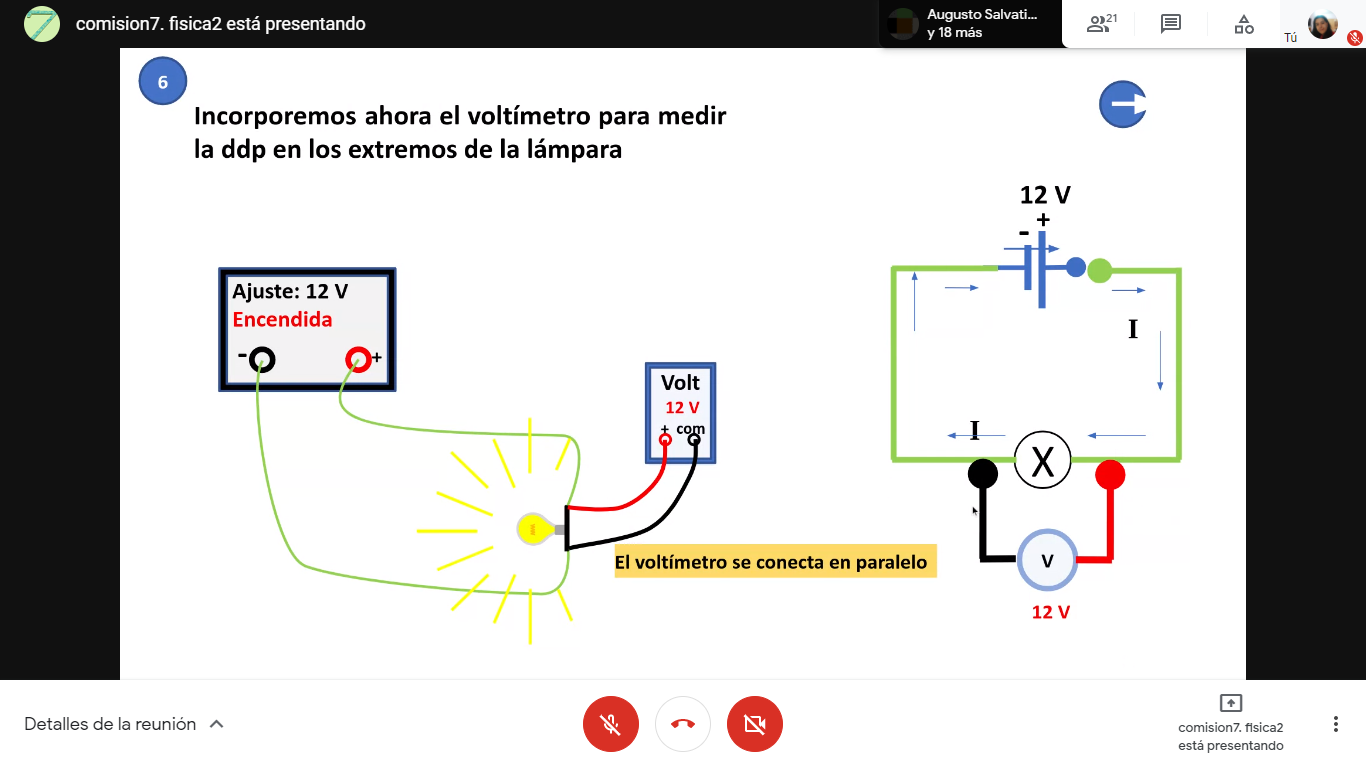 comision7. fisica2 está presentando
Augusto Salvati...
y 18 más
21
Tú
6
Incorporemos ahora el voltímetro para medir
la ddp en los extremos de la lámpara
12 V
- +
Ajuste: 12 V
Encendida
- +
I
Volt
12 V
+ com
I
X
El voltímetro se conecta en paralelo
V
12 V
Detalles de la reunión
comision7. fisica2
está presentando